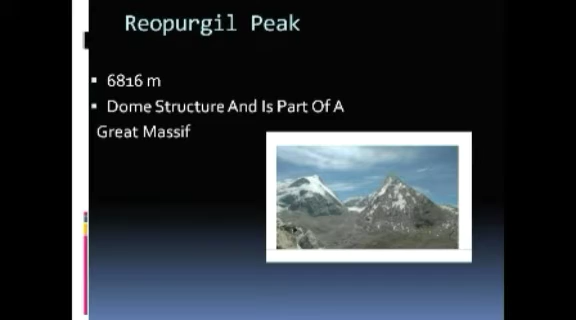 Reopurgil Peak
6816 m
Dome Structure And Is Part Of A
Great Massif